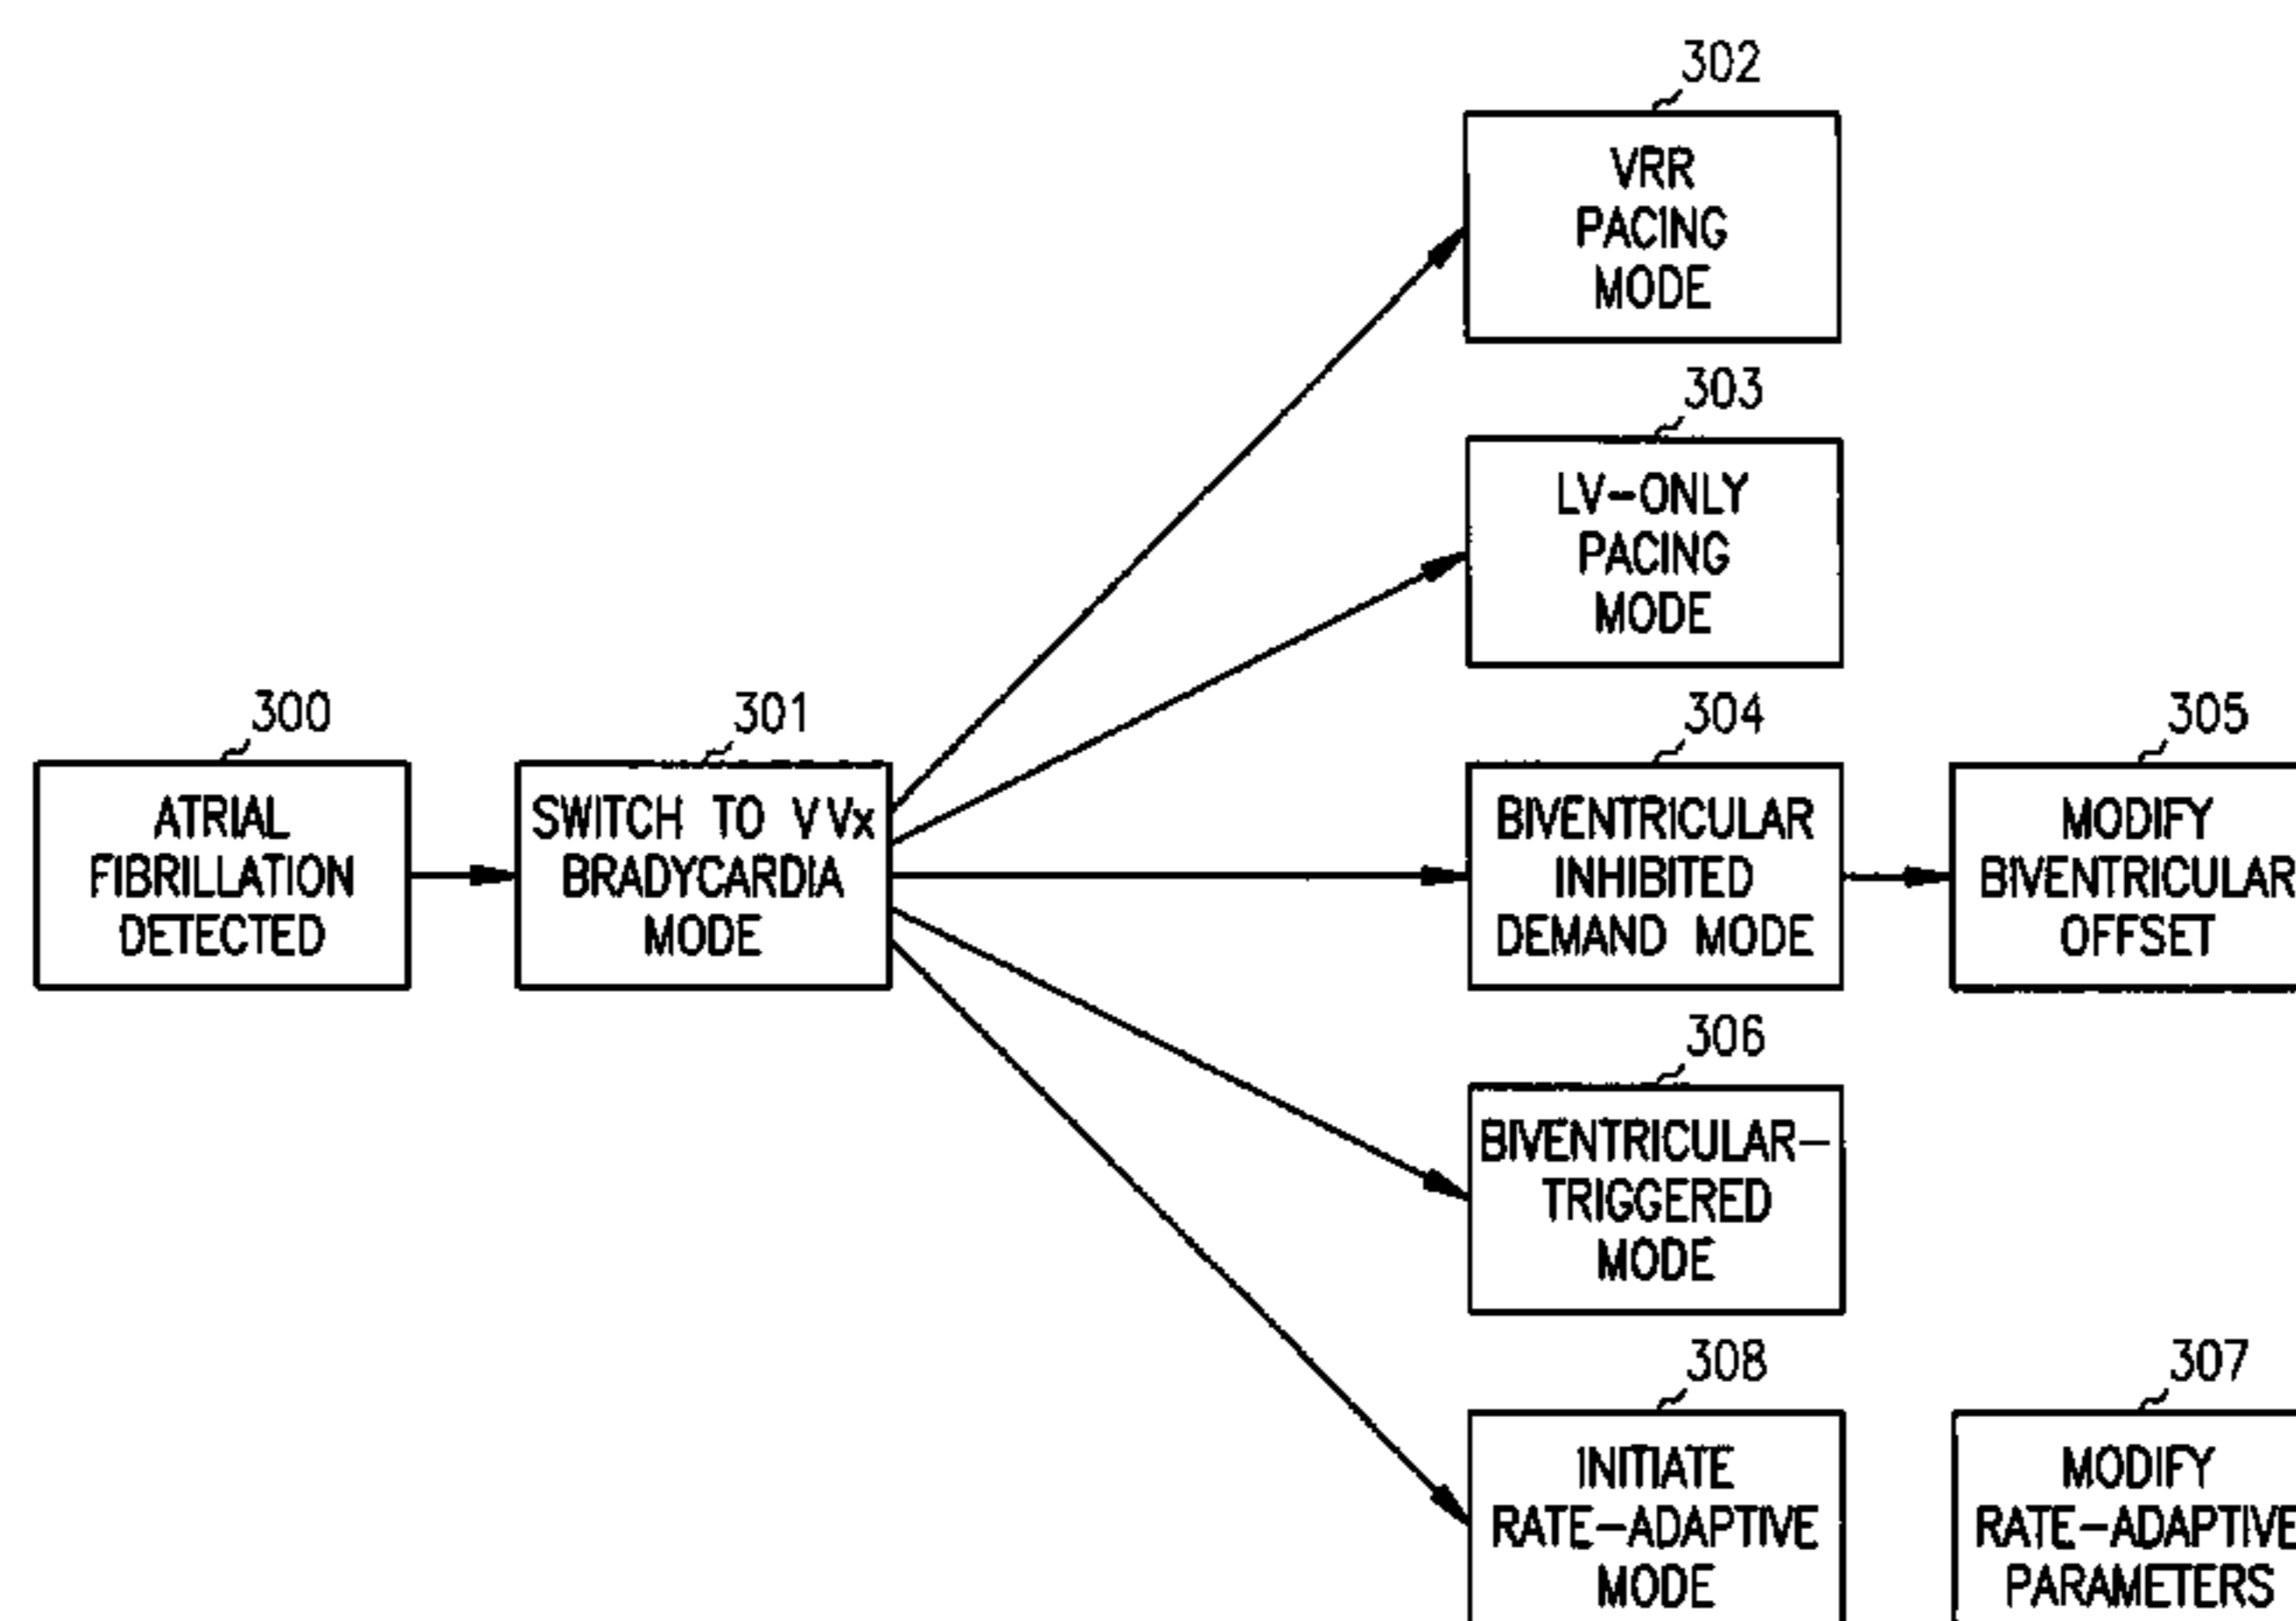 302
VRR
PACING
MODE
303
LV-ONLY
PACING
MODE
300
ATRIAL
FIBRILLATION
DETECTED
301
SWITCH TO VVx
BRADYCARDIA
MODE
304
BIVENTRICULAR
INHIBITED
DEMAND MODE
305
MODIFY
BIVENTRICULAR
OFFSET
306
BIVENTRICULAR-
TRIGGERED
MODE
308
INITIATE
RATE-ADAPTIVE
MODE
307
MODIFY
RATE-ADAPTIVE
PARAMETERS